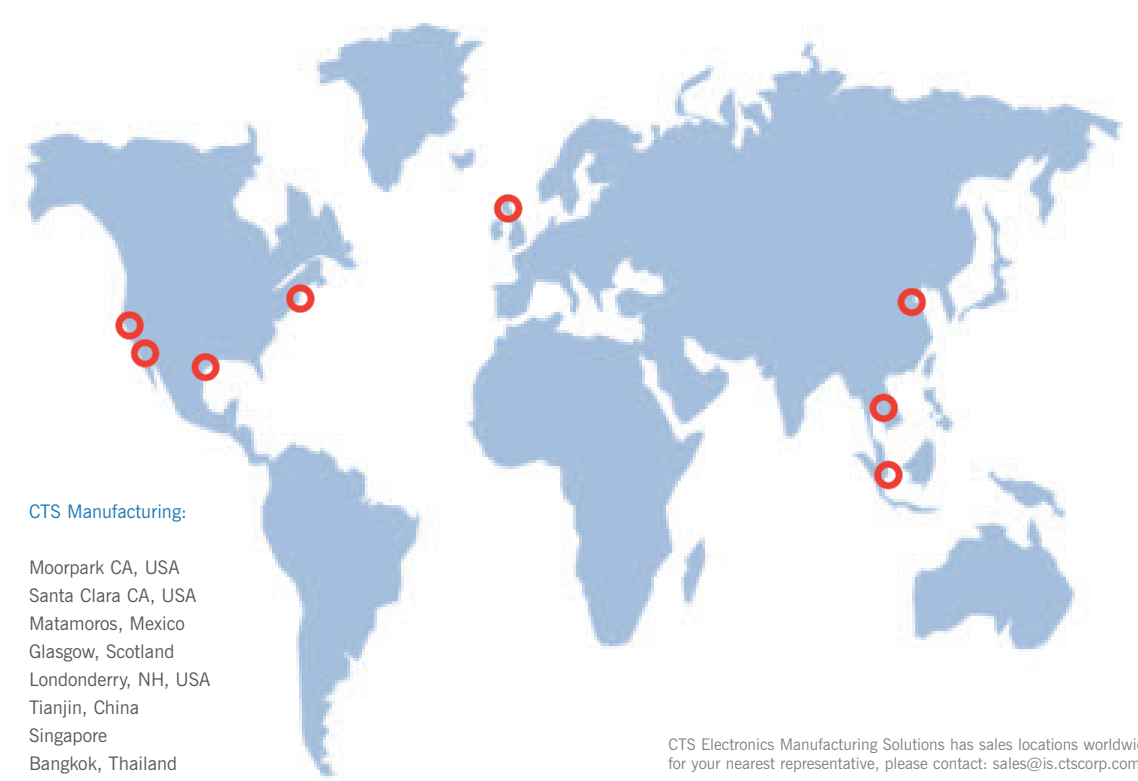 CTS Manufacturing:
Moorpark CA, USA
Santa Clara CA, USA
Matamoros, Mexico
Glasgow, Scotland
Londonderry, NH, USA
Tianjin, China
Singapore
Bangkok, Thailand
CTS Electronics Manufacturing Solutions has sales locations
for your nearest representative, please contact: sales@is.ctscorp.com